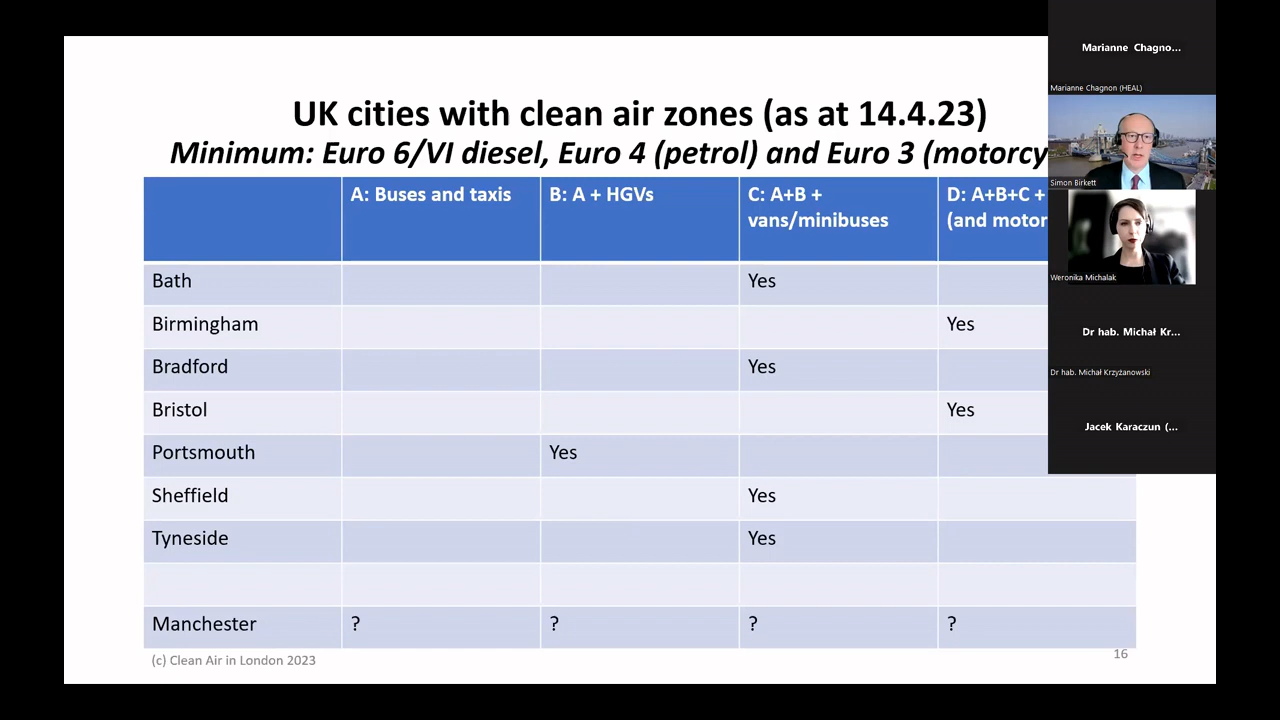 UK cities with clean air zones (as at 14.4.23)
Minimum: Euro 6/VI diesel, Euro 4 (petrol) and Euro 3 (motorcy
A: Buses and taxis B: A + HGVs C: A+B + D: A+B+C +
vans/minibuses (and motor
Bath Yes
Birmingham Yes
Bradford Yes
Bristol Yes
Portsmouth Yes
Sheffield Yes
Tyneside Yes
Manchester ? ? ? ?
(c) Clean Air in London 2023
16
Marianne Chagno...
Marianne Chagnon (HEAL)
Simon Birkett
Weronika Michalak
Dr hab. Michał Kr...
Dr hab. Michał Krzyżanowski
Jacek Karaczun (...